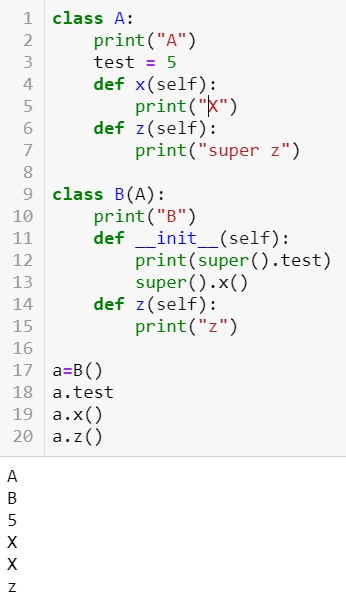 1 class A:
2     print("A")
3     test = 5
4     def x(self):
5         print("X")
6     def z(self):
7         print("super z")
8
9 class B(A):
10     print("B")
11     def __init__(self):
12         print(super().test)
13         super().x()
14     def z(self):
15         print("z")
16
17 a=B()
18 a.test
19 a.x()
20 a.z()
A
B
5
X
X
z